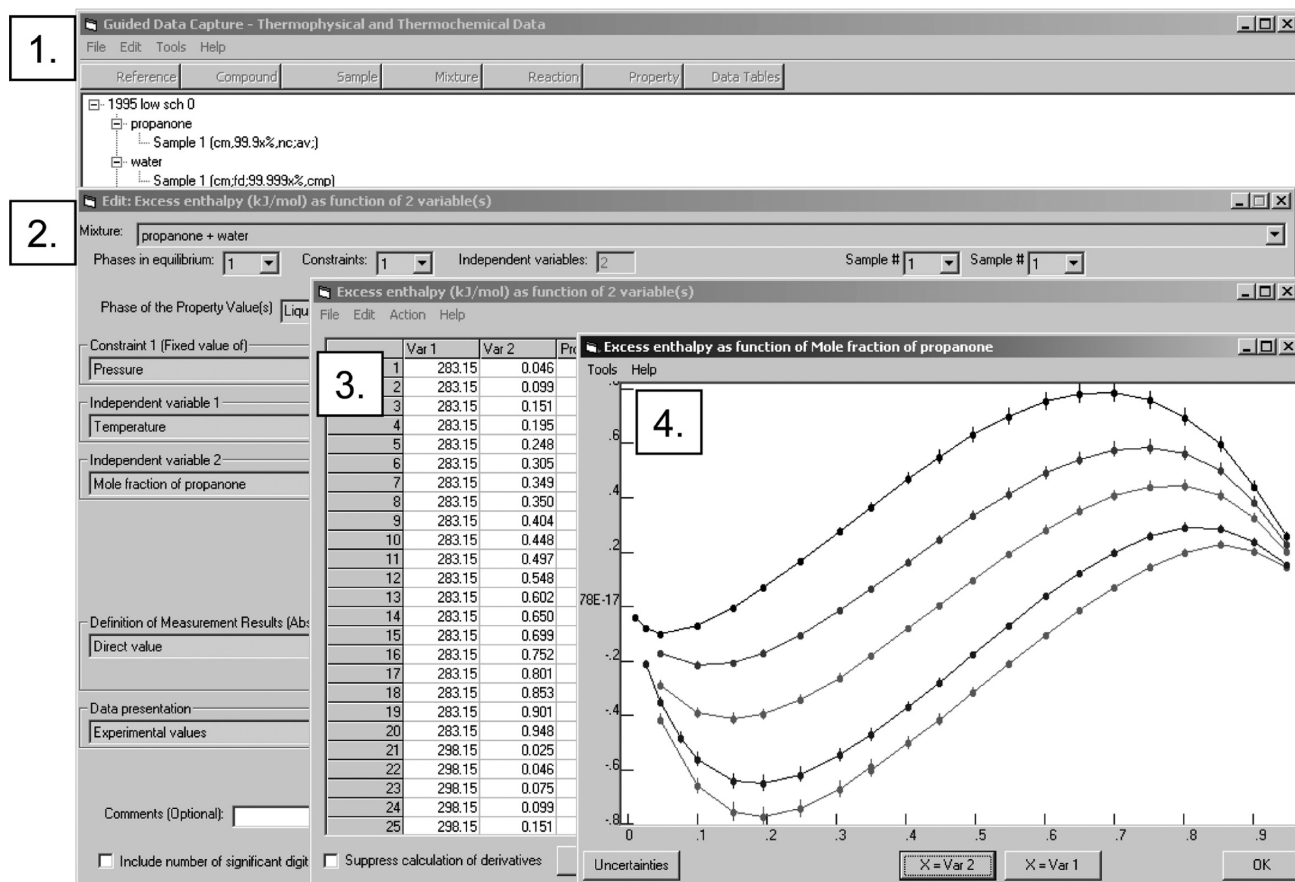 1.
Guided Data Capture - Thermophysical and Thermochemical Data
File Edit Tools Help
Reference Compound Sample Mixture Reaction Property Data Tables
1995 low sch 0
propanone
Sample 1 (cm,99.9x%,nc;av;)
water
Sample 1 (cm;fd;99.999x%,cmp)
2.
Edit: Excess enthalpy (kJ/mol) as function of 2 variable(s)
Mixture: propanone + water
Phases in equilibrium: 1 Constraints: 1 Independent variables: 2 Sample # 1 Sample # 1
Phase of the Property Value(s) Liqu
Constraint 1 (Fixed value of)
Pressure
Independent variable 1
Temperature
Independent variable 2
Mole fraction of propanone
Definition of Measurement Results (Abs
Direct value
Data presentation
Experimental values
Comments (Optional):
Include number of significant digit
3.
Excess enthalpy (kJ/mol) as function of 2 variable(s)
File Edit Action Help
Var 1 Var 2 Pro
1 283.15 0.046
2 283.15 0.099
3 283.15 0.151
4 283.15 0.195
5 283.15 0.248
6 283.15 0.305
7 283.15 0.349
8 283.15 0.350
9 283.15 0.404
10 283.15 0.448
11 283.15 0.497
12 283.15 0.548
13 283.15 0.602
14 283.15 0.650
15 283.15 0.699
16 283.15 0.752
17 283.15 0.801
18 283.15 0.853
19 283.15 0.901
20 283.15 0.948
21 298.15 0.025
22 298.15 0.046
23 298.15 0.075
24 298.15 0.099
25 298.15 0.151
Suppress calculation of derivatives
4.
Excess enthalpy as function of Mole fraction of propanone
Tools Help
.6
.4
.2
78E-17
-.2
-.4
-.6
-.8
0 .1 .2 .3 .4 .5 .6 .7 .8 .9
Uncertainties X = Var 2 X = Var 1 OK